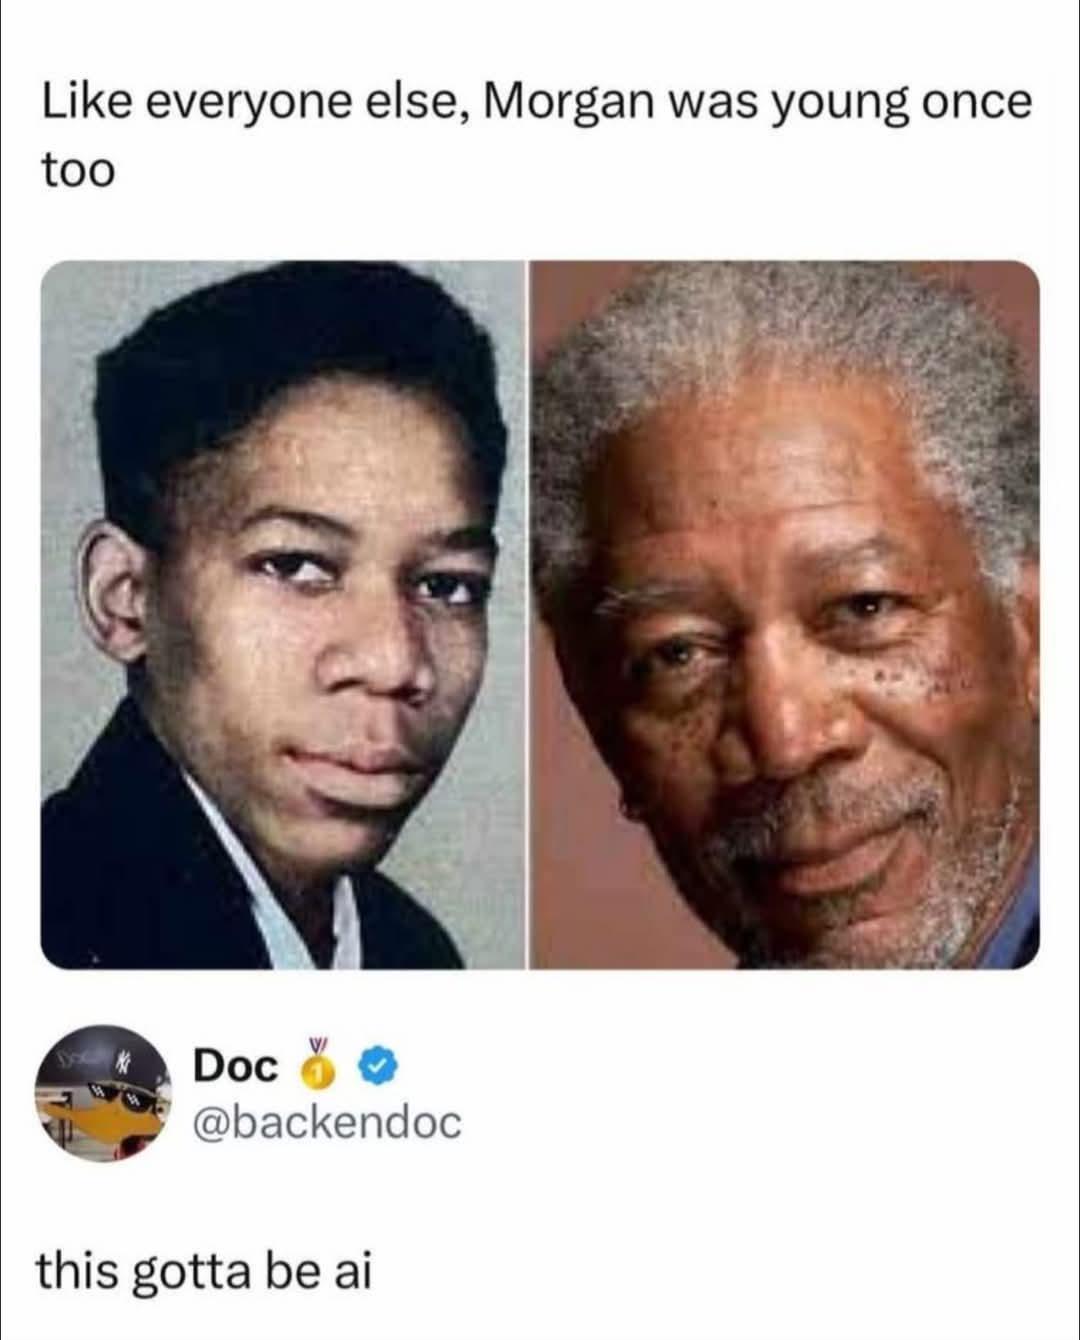 Like everyone else, Morgan was young once
too
Doc
@backendoc
this gotta be ai